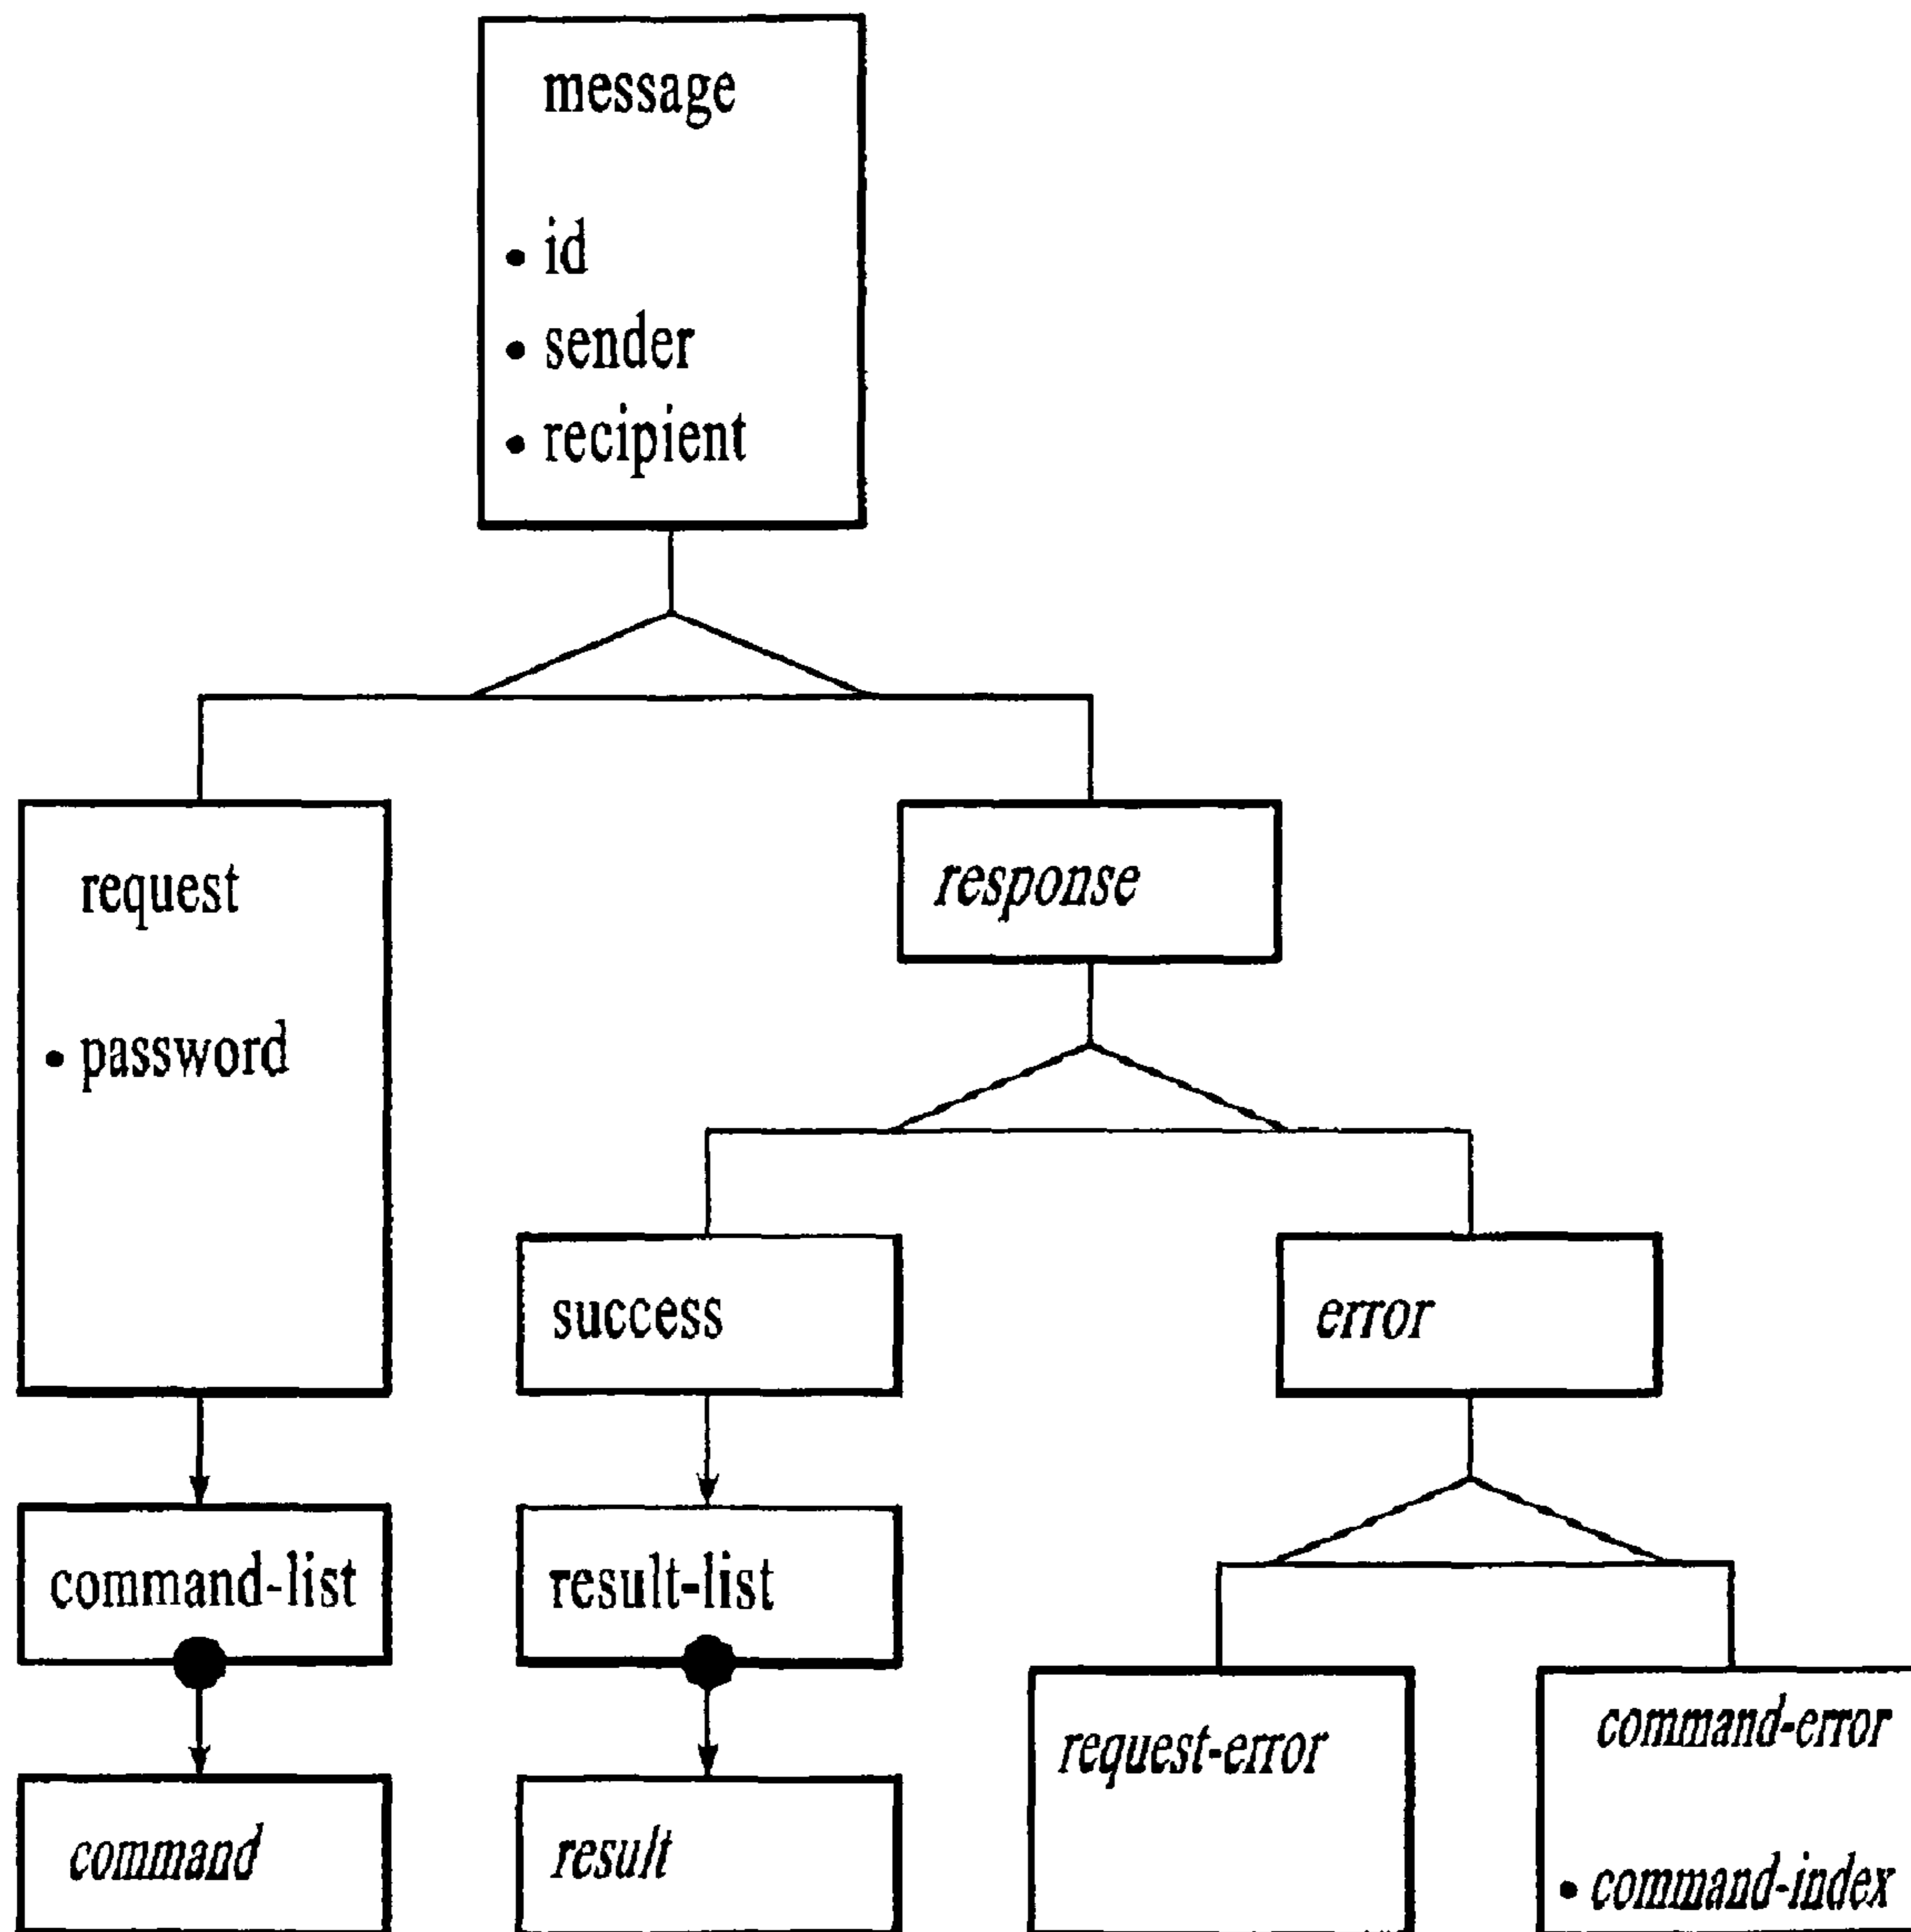 message
• id
• sender
• recipient
request
• password
response
success
error
command-list
result-list
request-error
command-error
command
result
• command-index